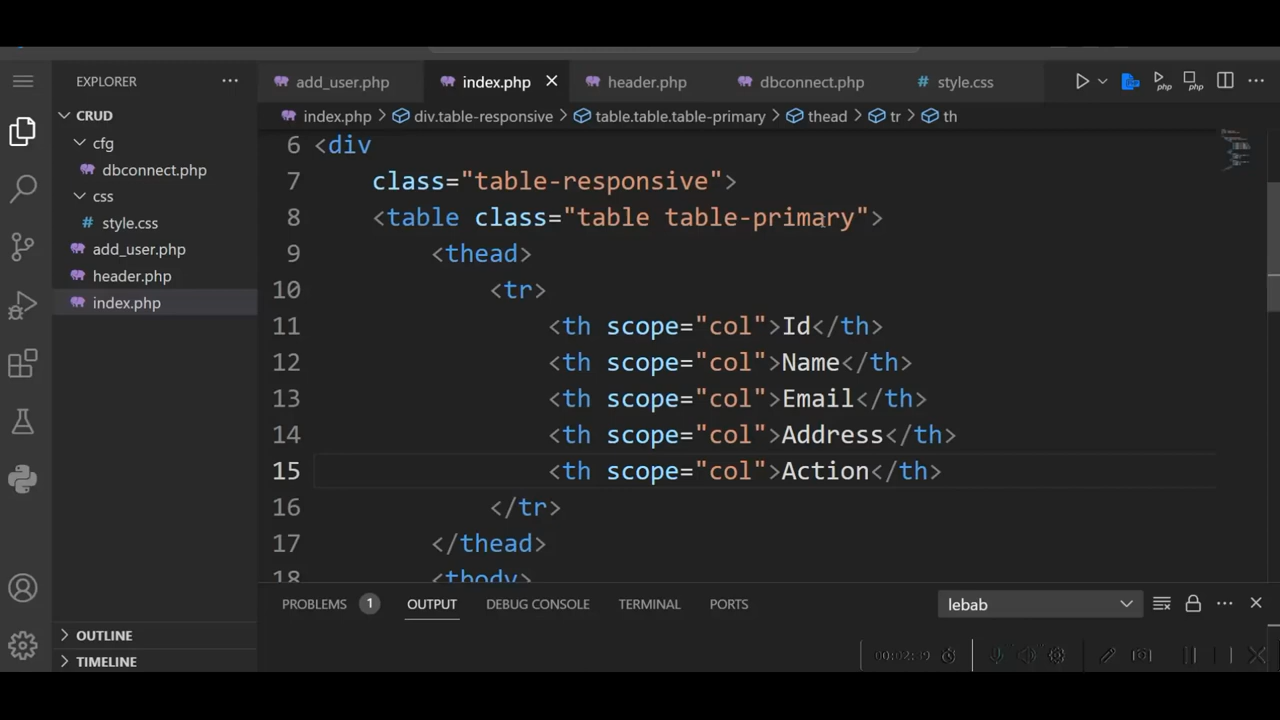 EXPLORER
CRUD
cfg
dbconnect.php
css
# style.css
add_user.php
header.php
index.php
OUTLINE
TIMELINE
add_user.php index.php header.php dbconnect.php # style.css
index.php > div.table-responsive > table.table.table-primary > thead > tr > th
6 <div
7 class="table-responsive">
8 <table class="table table-primary">
9 <thead>
10 <tr>
11 <th scope="col">Id</th>
12 <th scope="col">Name</th>
13 <th scope="col">Email</th>
14 <th scope="col">Address</th>
15 <th scope="col">Action</th>
16 </tr>
17 </thead>
18 <tbody>
PROBLEMS 1 OUTPUT DEBUG CONSOLE TERMINAL PORTS lebab